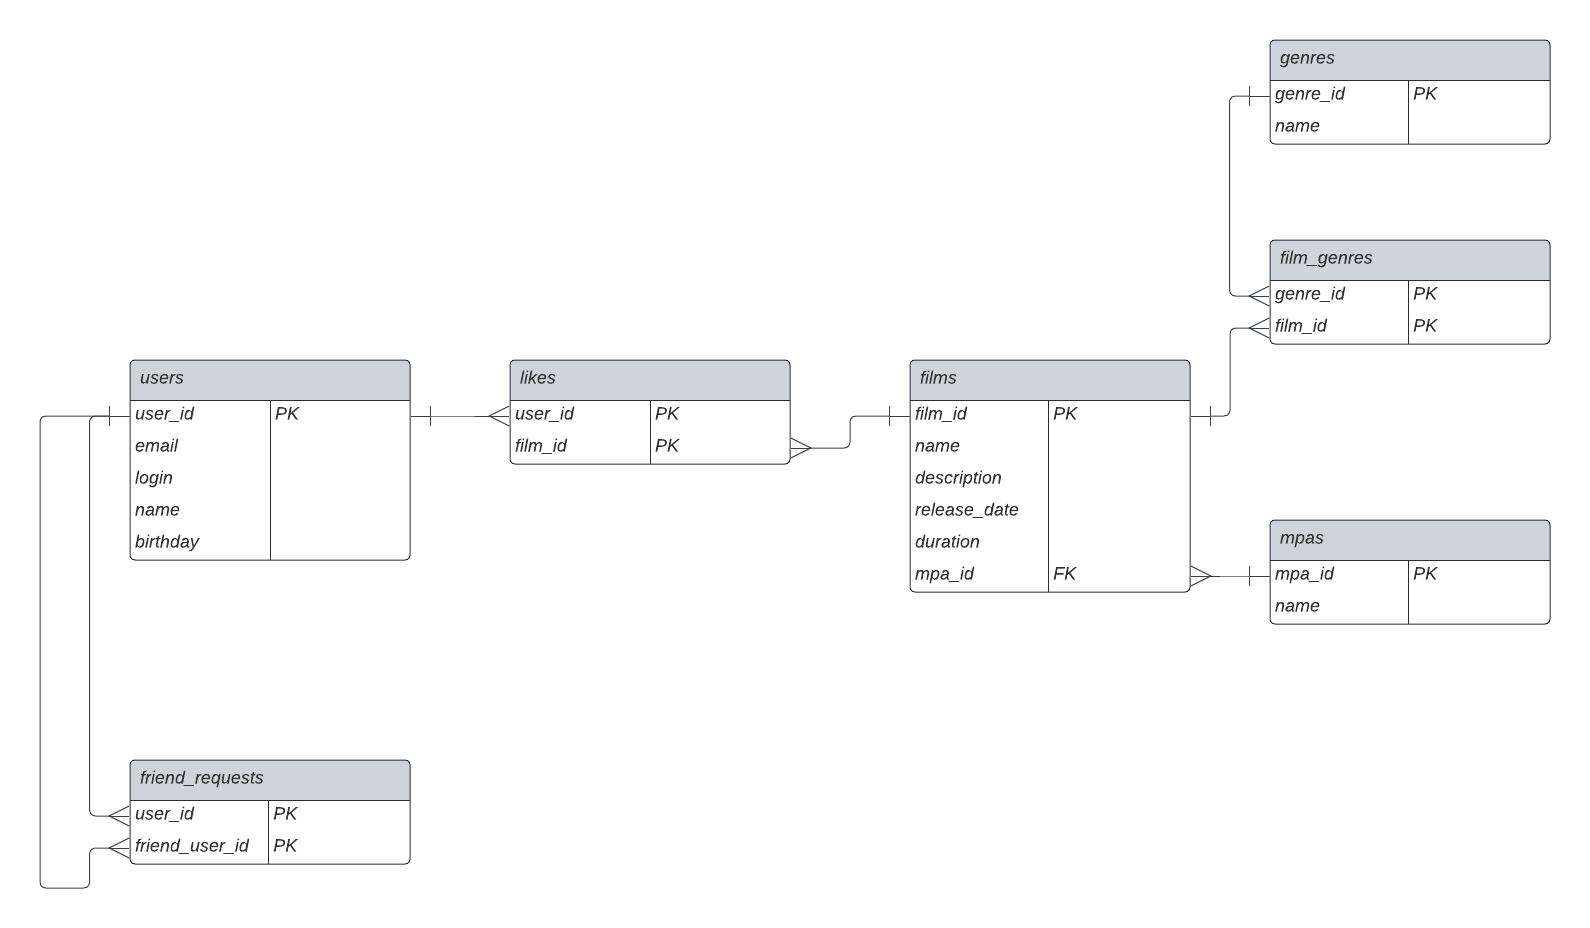 genres
genre_id PK
name
film_genres
genre_id PK
film_id PK
users
user_id PK
email
login
name
birthday
likes
user_id PK
film_id PK
films
film_id PK
name
description
release_date
duration
mpa_id FK
mpas
mpa_id PK
name
friend_requests
user_id PK
friend_user_id PK